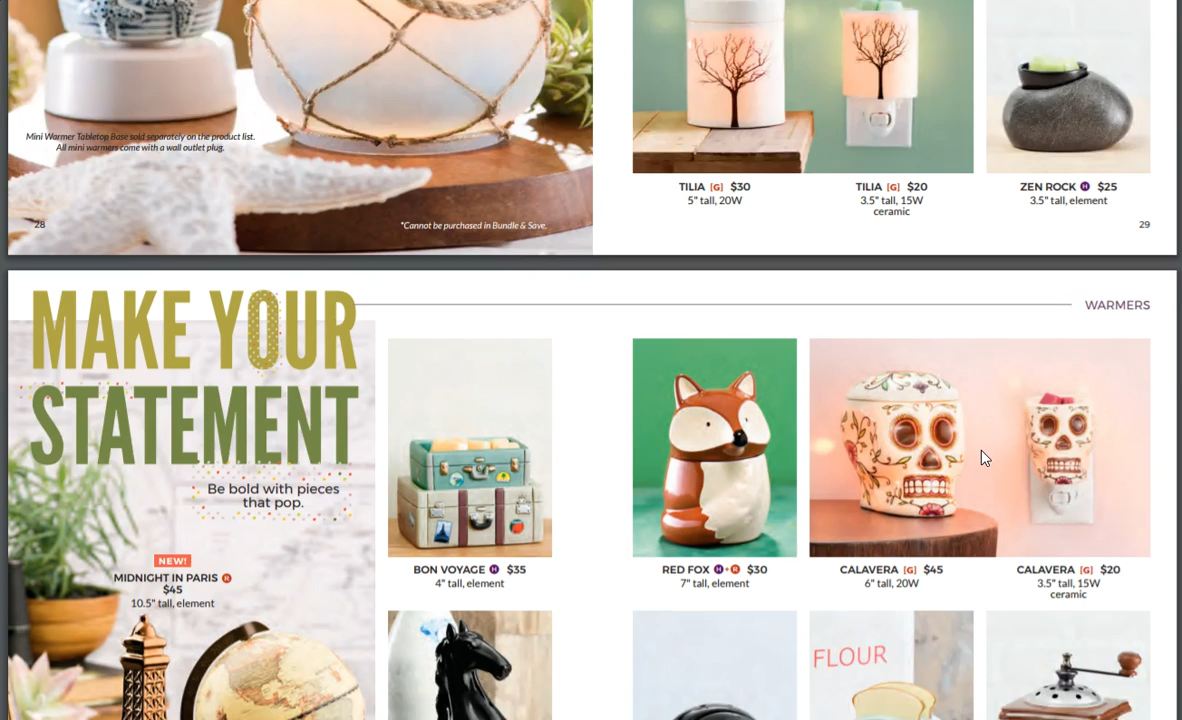 Mini Warmer Tabletop Base sold separately on the product list.
All mini warmers come with a wall outlet plug.
28
*Cannot be purchased in Bundle & Save.
TILIA [G] $30
5" tall, 20W
TILIA [G] $20
3.5" tall, 15W
ceramic
ZEN ROCK H $25
3.5" tall, element
29
MAKE YOUR
STATEMENT
Be bold with pieces
that pop.
NEW!
MIDNIGHT IN PARIS R
$45
10.5" tall, element
WARMERS
BON VOYAGE H $35
4" tall, element
RED FOX H + R $30
7" tall, element
CALAVERA [G] $45
6" tall, 20W
CALAVERA [G] $20
3.5" tall, 15W
ceramic
FLOUR